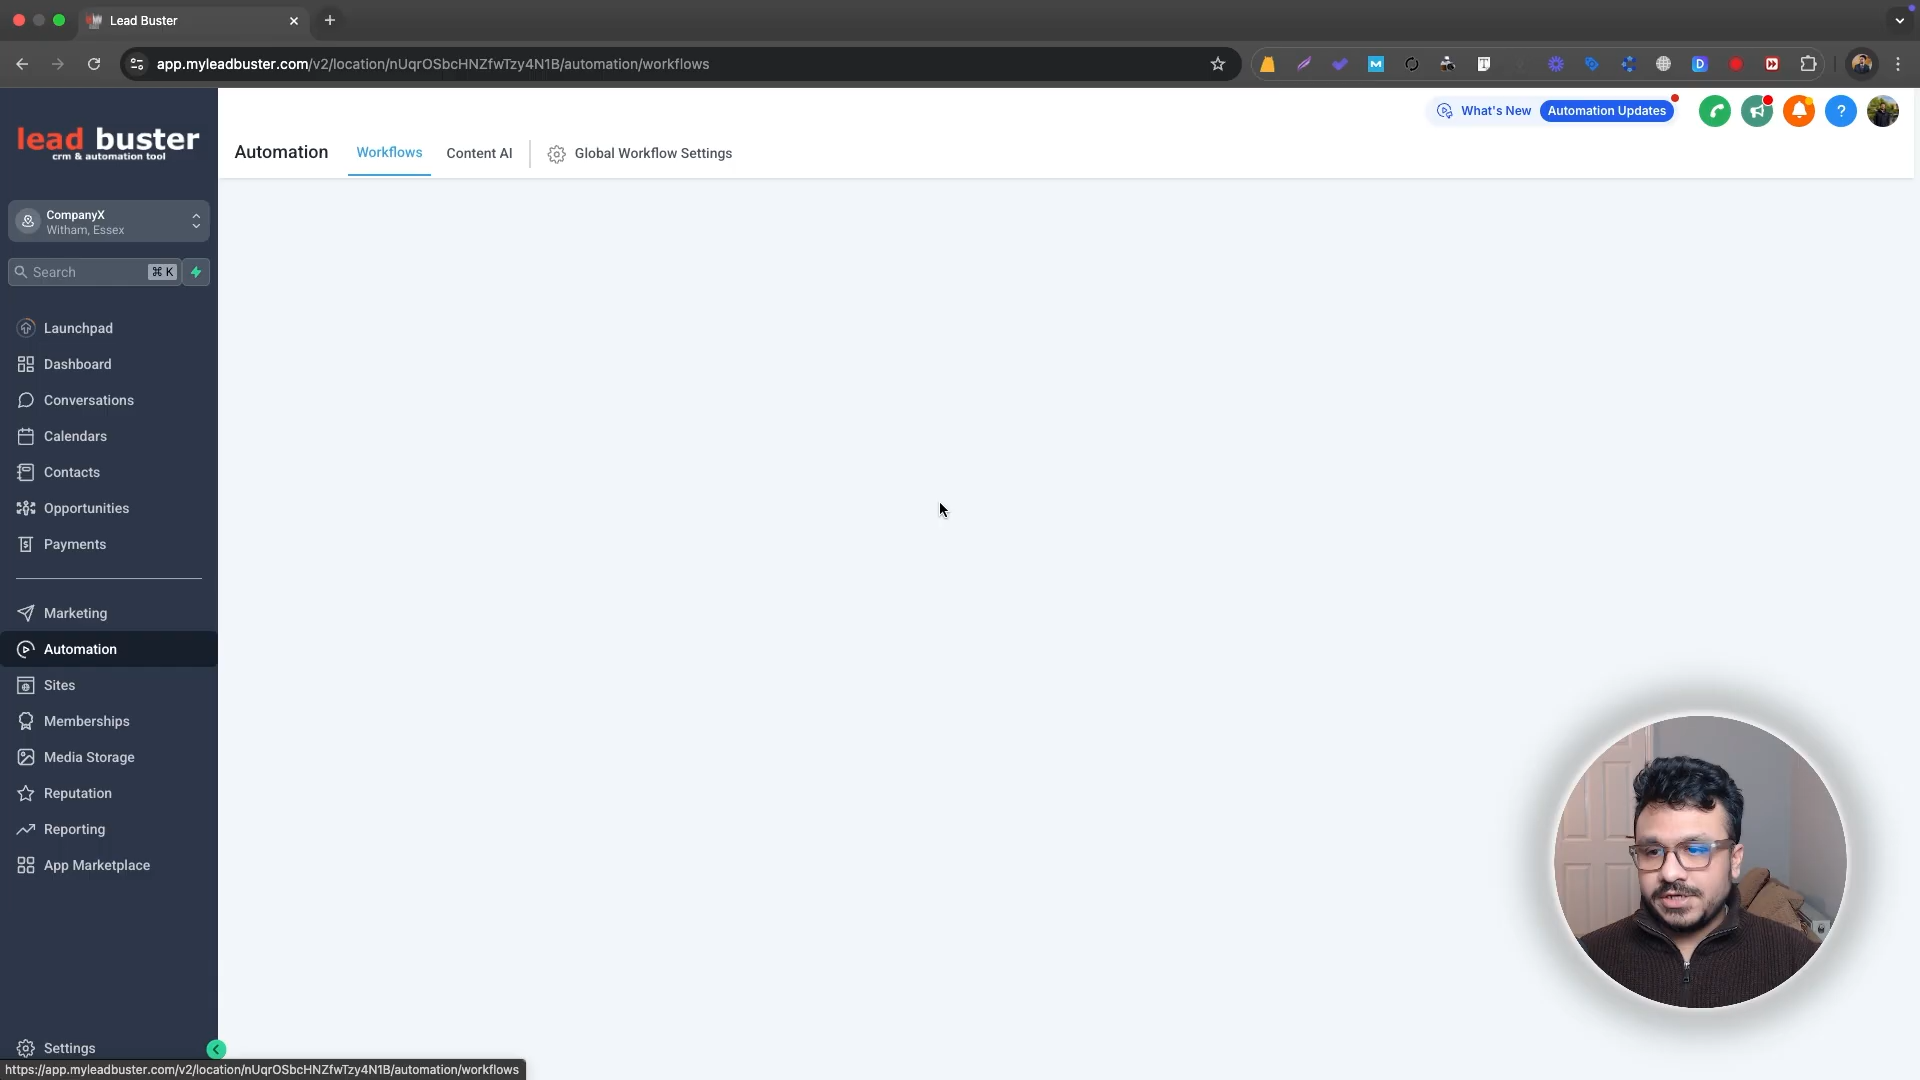 Lead Buster
app.myleadbuster.com/v2/location/nUqrOSbcHNZfwTzy4N1B/automation/workflows
What's New
Automation Updates
lead buster
crm & automation tool
Automation
Workflows
Content AI
Global Workflow Settings
CompanyX
Witham, Essex
Search
⌘ K
Launchpad
Dashboard
Conversations
Calendars
Contacts
Opportunities
Payments
Marketing
Automation
Sites
Memberships
Media Storage
Reputation
Reporting
App Marketplace
Settings
https://app.myleadbuster.com/v2/location/nUqrOSbcHNZfwTzy4N1B/automation/workflows